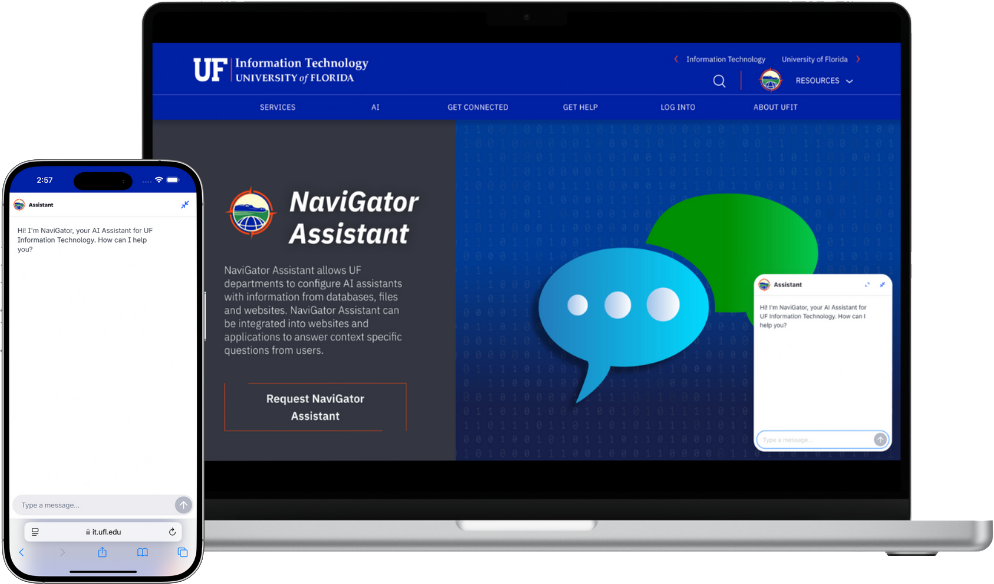 UF Information Technology
UNIVERSITY of FLORIDA
Information Technology University of Florida
RESOURCES
SERVICES AI GET CONNECTED GET HELP LOG INTO ABOUT UFIT
NaviGator
Assistant
NaviGator Assistant allows UF
departments to configure AI assistants
with information from databases, files
and websites. NaviGator Assistant can
be integrated into websites and
applications to answer context specific
questions from users.
Request NaviGator
Assistant
Assistant
Hi! I'm NaviGator, your AI Assistant for
UF Information Technology. How can I
help you?
Type a message...
2:57
Assistant
Hi! I'm NaviGator, your AI Assistant for UF
Information Technology. How can I help
you?
Type a message...
it.ufl.edu